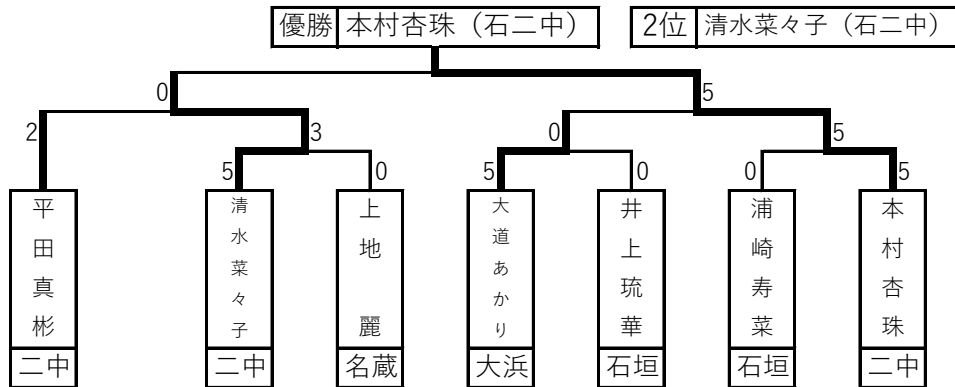 優勝 本村杏珠（石二中） 2位 清水菜々子（石二中）
0 5
2 3 0 5
5 0 5 0 0 5
平田真彬 清水菜々子 上地 麗 大道あかり 井上琉華 浦崎寿菜 本村杏珠
二中 二中 名蔵 大浜 石垣 石垣 二中